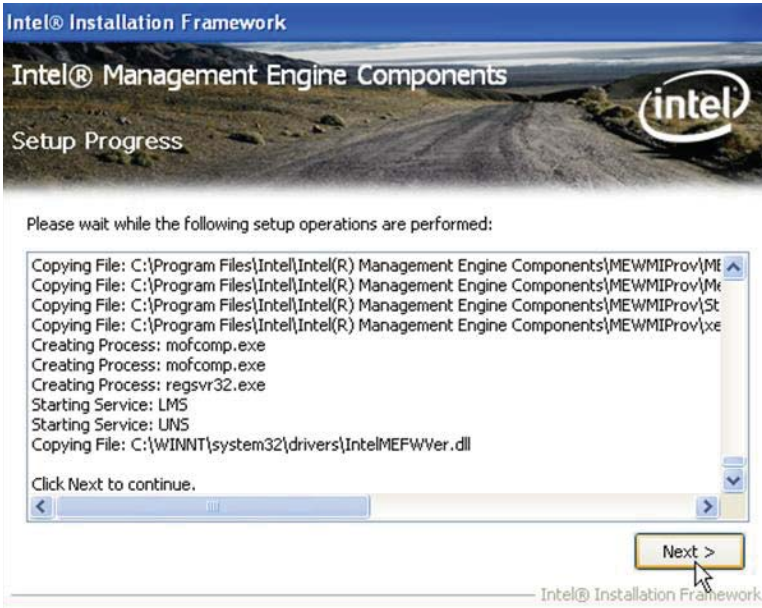 Intel® Installation Framework
Intel® Management Engine Components
intel
Setup Progress
Please wait while the following setup operations are performed:
Copying File: C:\Program Files\Intel\Intel(R) Management Engine Components\MEWMIProv\ME
Copying File: C:\Program Files\Intel\Intel(R) Management Engine Components\MEWMIProv\Me
Copying File: C:\Program Files\Intel\Intel(R) Management Engine Components\MEWMIProv\St
Copying File: C:\Program Files\Intel\Intel(R) Management Engine Components\MEWMIProv\xe
Creating Process: mofcomp.exe
Creating Process: mofcomp.exe
Creating Process: regsvr32.exe
Starting Service: LMS
Starting Service: UNS
Copying File: C:\WINNT\system32\drivers\IntelMEFWVer.dll
Click Next to continue.
Next >
Intel® Installation Framework